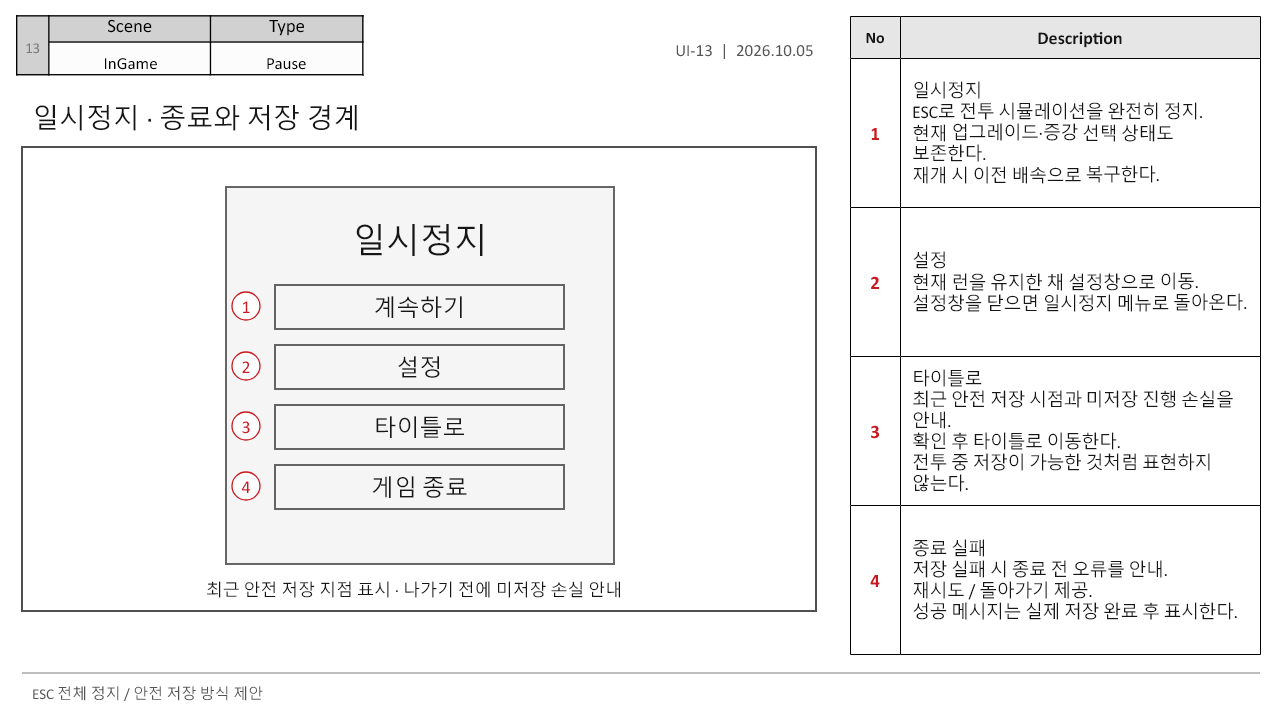 13
Scene
Type
InGame
Pause
UI-13 | 2026.10.05
일시정지 · 종료와 저장 경계
일시정지
1
계속하기
2
설정
3
타이틀로
4
게임 종료
최근 안전 저장 지점 표시 · 나가기 전에 미저장 손실 안내
No
Description
1
일시정지
ESC로 전투 시뮬레이션을 완전히 정지.
현재 업그레이드·증강 선택 상태도
보존한다.
재개 시 이전 배속으로 복구한다.
2
설정
현재 런을 유지한 채 설정창으로 이동.
설정창을 닫으면 일시정지 메뉴로 돌아온다.
3
타이틀로
최근 안전 저장 시점과 미저장 진행 손실을
안내.
확인 후 타이틀로 이동한다.
전투 중 저장이 가능한 것처럼 표현하지
않는다.
4
종료 실패
저장 실패 시 종료 전 오류를 안내.
재시도 / 돌아가기 제공.
성공 메시지는 실제 저장 완료 후 표시한다.
ESC 전체 정지 / 안전 저장 방식 제안